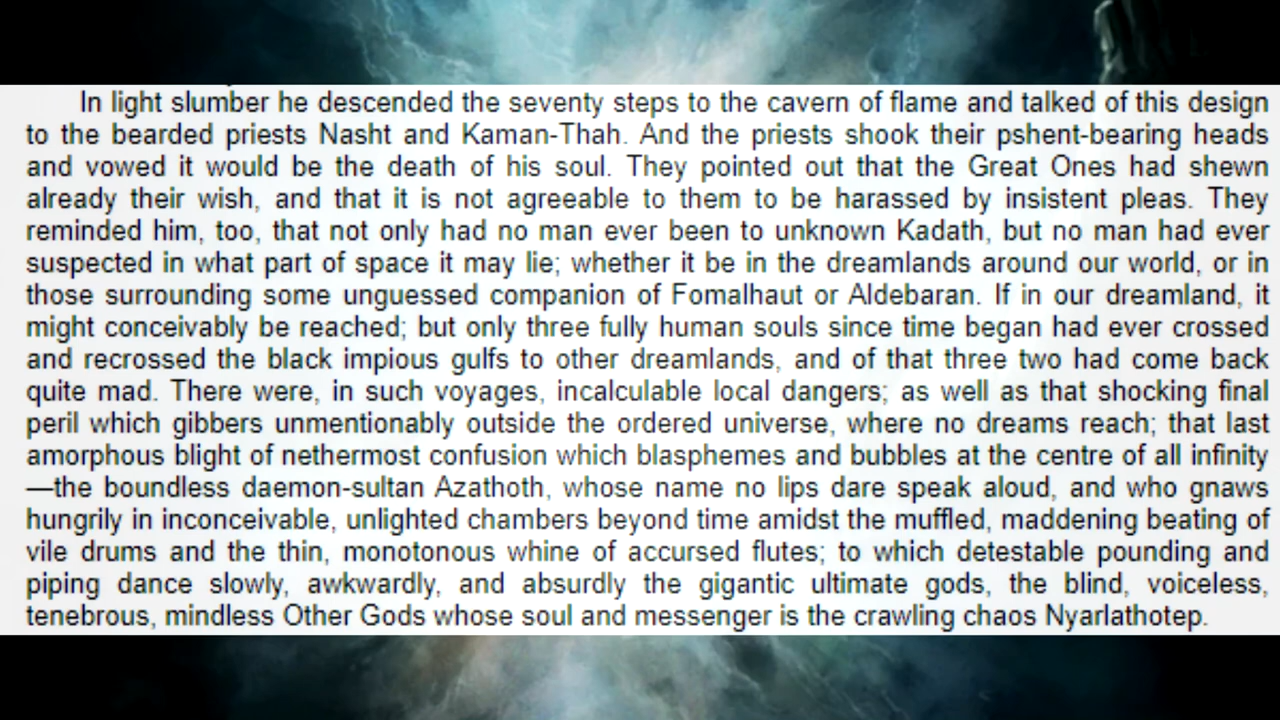 In light slumber he descended the seventy steps to the cavern of flame and talked of this design
to the bearded priests Nasht and Kaman-Thah. And the priests shook their pshent-bearing heads
and vowed it would be the death of his soul. They pointed out that the Great Ones had shewn
already their wish, and that it is not agreeable to them to be harassed by insistent pleas. They
reminded him, too, that not only had no man ever been to unknown Kadath, but no man had ever
suspected in what part of space it may lie; whether it be in the dreamlands around our world, or in
those surrounding some unguessed companion of Fomalhaut or Aldebaran. If in our dreamland, it
might conceivably be reached; but only three fully human souls since time began had ever crossed
and recrossed the black impious gulfs to other dreamlands, and of that three two had come back
quite mad. There were, in such voyages, incalculable local dangers; as well as that shocking final
peril which gibbers unmentionably outside the ordered universe, where no dreams reach; that last
amorphous blight of nethermost confusion which blasphemes and bubbles at the centre of all infinity
—the boundless daemon-sultan Azathoth, whose name no lips dare speak aloud, and who gnaws
hungrily in inconceivable, unlighted chambers beyond time amidst the muffled, maddening beating of
vile drums and the thin, monotonous whine of accursed flutes; to which detestable pounding and
piping dance slowly, awkwardly, and absurdly the gigantic ultimate gods, the blind, voiceless,
tenebrous, mindless Other Gods whose soul and messenger is the crawling chaos Nyarlathotep.